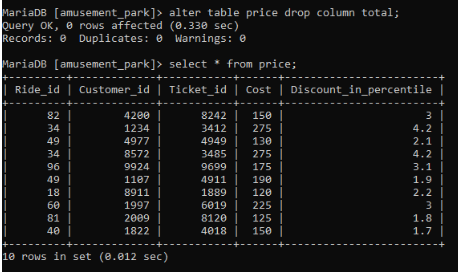 MariaDB [amusement_park]> alter table price drop column total;
Query OK, 0 rows affected (0.330 sec)
Records: 0  Duplicates: 0  Warnings: 0
MariaDB [amusement_park]> select * from price;
+---------+-------------+-----------+------+------------------------+
| Ride_id | Customer_id | Ticket_id | Cost | Discount_in_percentile |
+---------+-------------+-----------+------+------------------------+
|      82 |        4200 |      8242 |  150 |                      3 |
|      34 |        1234 |      3412 |  275 |                    4.2 |
|      49 |        4977 |      4949 |  130 |                    2.1 |
|      34 |        8572 |      3485 |  275 |                    4.2 |
|      96 |        9924 |      9699 |  175 |                    3.1 |
|      49 |        1107 |      4911 |  190 |                    1.9 |
|      18 |        8911 |      1889 |  120 |                    2.2 |
|      60 |        1997 |      6019 |  225 |                      3 |
|      81 |        2009 |      8120 |  125 |                    1.8 |
|      40 |        1822 |      4018 |  150 |                    1.7 |
+---------+-------------+-----------+------+------------------------+
10 rows in set (0.012 sec)